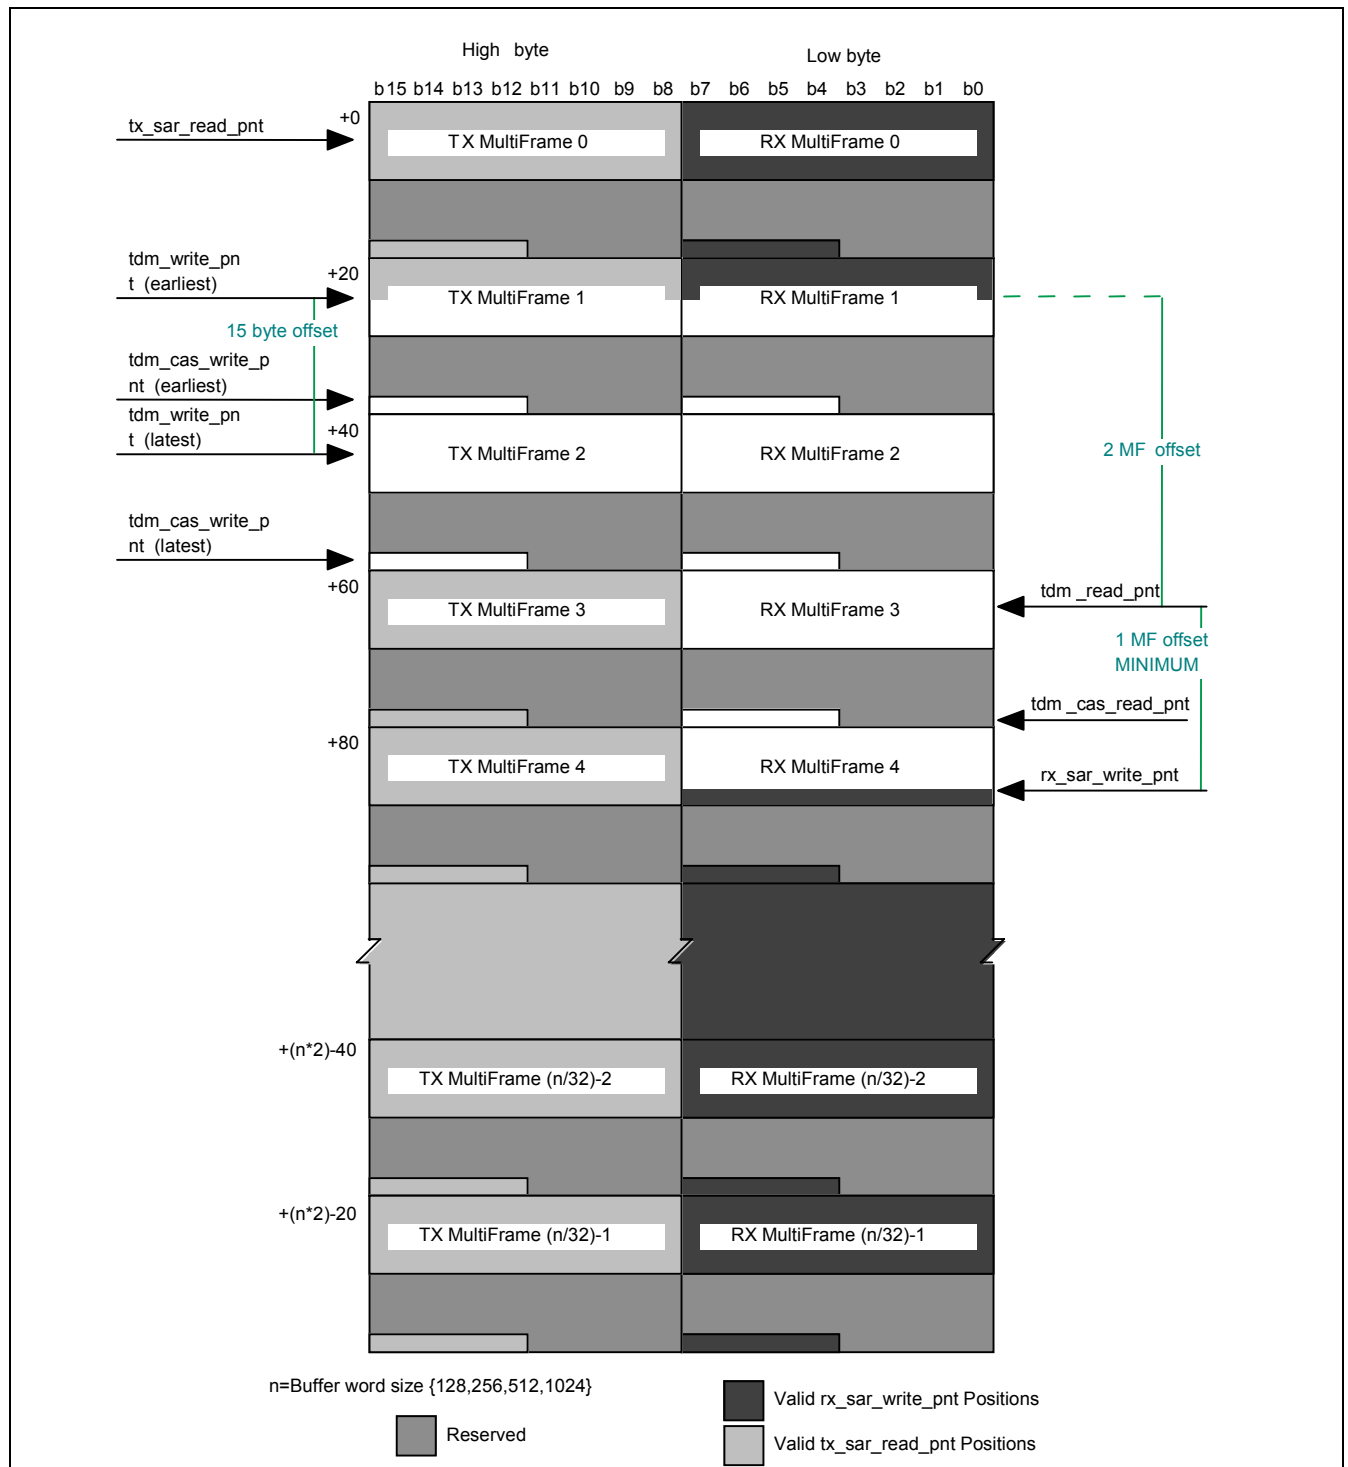 High byte
Low byte
b15 b14 b13 b12 b11 b10 b9 b8 b7 b6 b5 b4 b3 b2 b1 b0
tx_sar_read_pnt
+0
TX MultiFrame 0
RX MultiFrame 0
tdm_write_pn
t (earliest)
+20
TX MultiFrame 1
RX MultiFrame 1
15 byte offset
tdm_cas_write_p
nt (earliest)
tdm_write_pn
t (latest)
+40
TX MultiFrame 2
RX MultiFrame 2
2 MF offset
tdm_cas_write_p
nt (latest)
+60
TX MultiFrame 3
RX MultiFrame 3
tdm _read_pnt
1 MF offset
MINIMUM
tdm _cas_read_pnt
+80
TX MultiFrame 4
RX MultiFrame 4
rx_sar_write_pnt
+(n*2)-40
TX MultiFrame (n/32)-2
RX MultiFrame (n/32)-2
+(n*2)-20
TX MultiFrame (n/32)-1
RX MultiFrame (n/32)-1
n=Buffer word size {128,256,512,1024}
Reserved
Valid rx_sar_write_pnt Positions
Valid tx_sar_read_pnt Positions